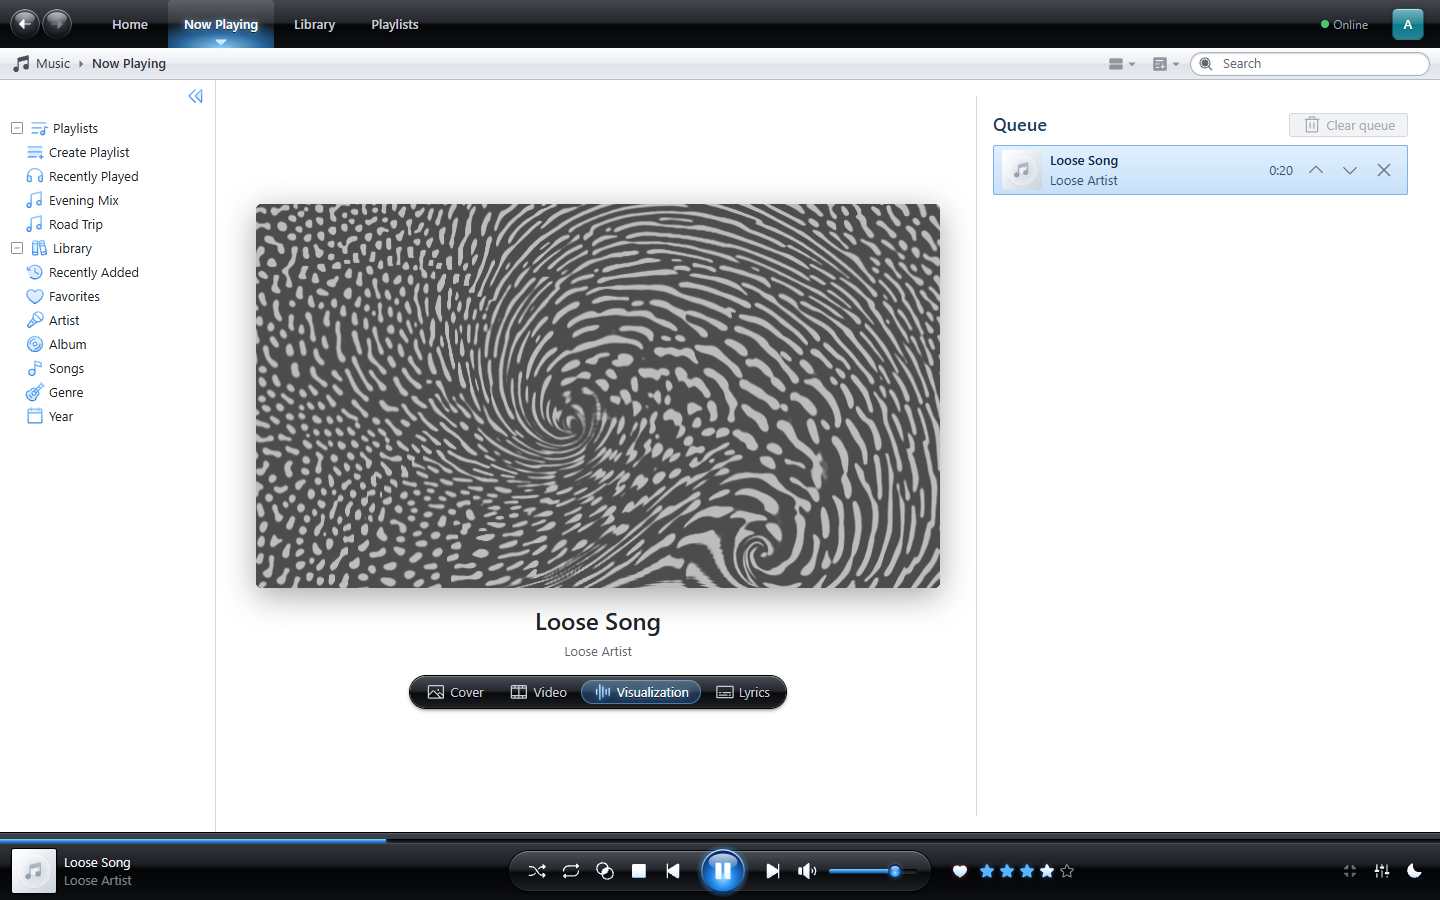 Home
Now Playing
Library
Playlists
Online
A
Music
Now Playing
Search
Playlists
Create Playlist
Recently Played
Evening Mix
Road Trip
Library
Recently Added
Favorites
Artist
Album
Songs
Genre
Year
Loose Song
Loose Artist
Cover
Video
Visualization
Lyrics
Queue
Clear queue
Loose Song
Loose Artist
0:20
Loose Song
Loose Artist